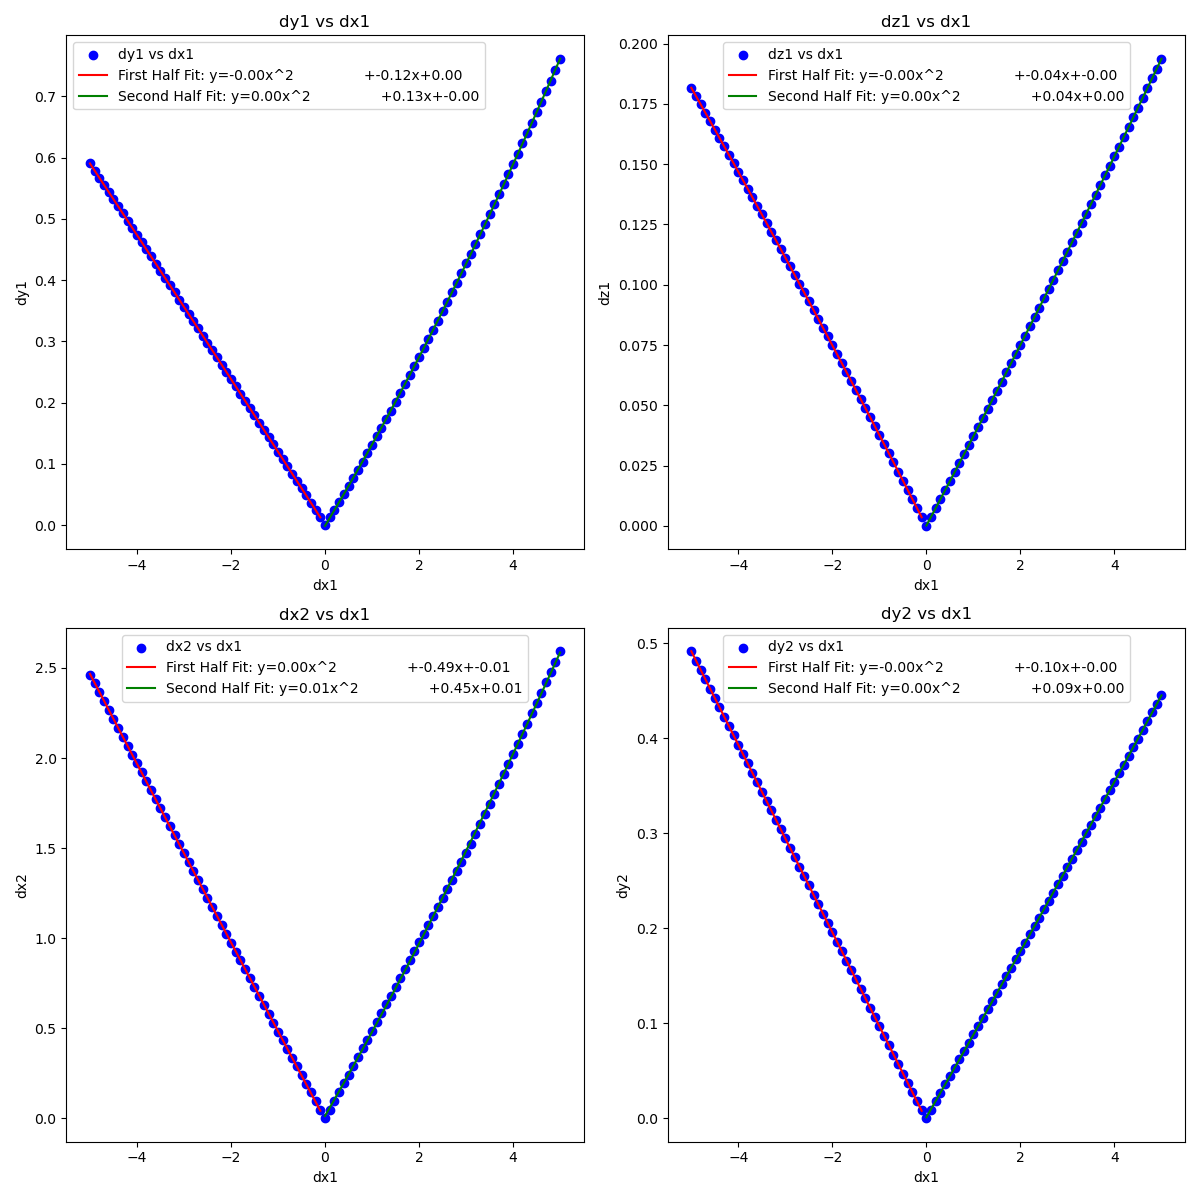 dy1 vs dx1
dy1 vs dx1
First Half Fit: y=-0.00x^2 +-0.12x+0.00
Second Half Fit: y=0.00x^2 +0.13x+-0.00
0.7
0.6
0.5
0.4
0.3
0.2
0.1
0.0
dy1
−4 −2 0 2 4
dx1
dz1 vs dx1
dz1 vs dx1
First Half Fit: y=-0.00x^2 +-0.04x+-0.00
Second Half Fit: y=0.00x^2 +0.04x+0.00
0.200
0.175
0.150
0.125
0.100
0.075
0.050
0.025
0.000
dz1
−4 −2 0 2 4
dx1
dx2 vs dx1
dx2 vs dx1
First Half Fit: y=0.00x^2 +-0.49x+-0.01
Second Half Fit: y=0.01x^2 +0.45x+0.01
2.5
2.0
1.5
1.0
0.5
0.0
dx2
−4 −2 0 2 4
dx1
dy2 vs dx1
dy2 vs dx1
First Half Fit: y=-0.00x^2 +-0.10x+-0.00
Second Half Fit: y=0.00x^2 +0.09x+0.00
0.5
0.4
0.3
0.2
0.1
0.0
dy2
−4 −2 0 2 4
dx1